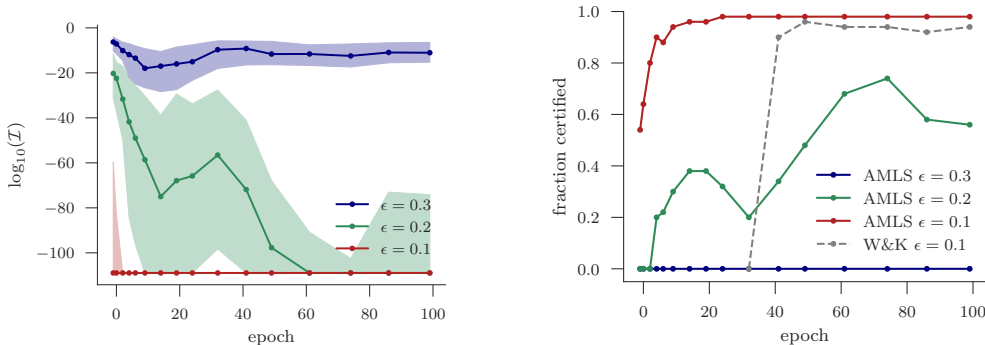 0
−20
−40
−60
−80
−100
log₁₀(ℐ)
0 20 40 60 80 100
epoch
ϵ = 0.3
ϵ = 0.2
ϵ = 0.1
1.0
0.8
0.6
0.4
0.2
0.0
fraction certified
0 20 40 60 80 100
epoch
AMLS ϵ = 0.3
AMLS ϵ = 0.2
AMLS ϵ = 0.1
W&K ϵ = 0.1